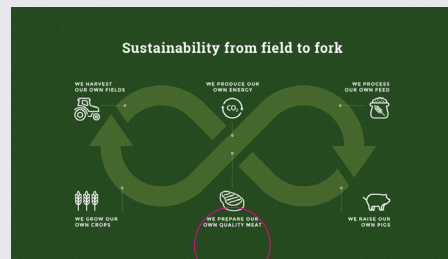 Sustainability from field to fork
WE HARVEST
OUR OWN FIELDS
WE PRODUCE OUR
OWN ENERGY
WE PROCESS
OUR OWN FEED
CO₂
WE GROW OUR
OWN CROPS
WE PREPARE OUR
OWN QUALITY MEAT
WE RAISE OUR
OWN PIGS